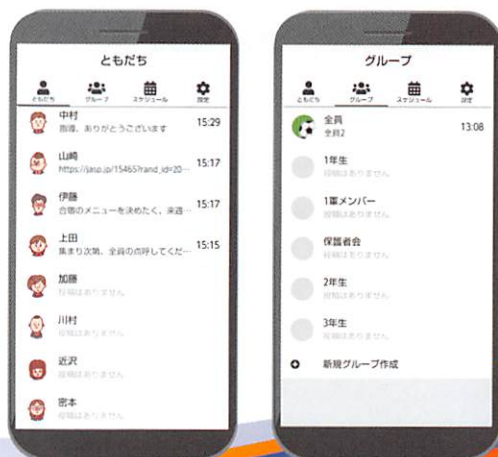 ともだち
ともだち グループ スケジュール 設定
中村 15:29
指導、ありがとうございます
山崎 15:17
https://jasp.jp/15465?rand_id=20…
伊藤 15:17
合宿のメニューを決めたく、来週…
上田 15:15
集まり次第、全員の点呼してくだ…
加藤
投稿はありません
川村
投稿はありません
近沢
投稿はありません
密本
投稿はありません
グループ
ともだち グループ スケジュール 設定
全員 13:08
全員2
1年生
投稿はありません
1軍メンバー
投稿はありません
保護者会
投稿はありません
2年生
投稿はありません
3年生
投稿はありません
新規グループ作成